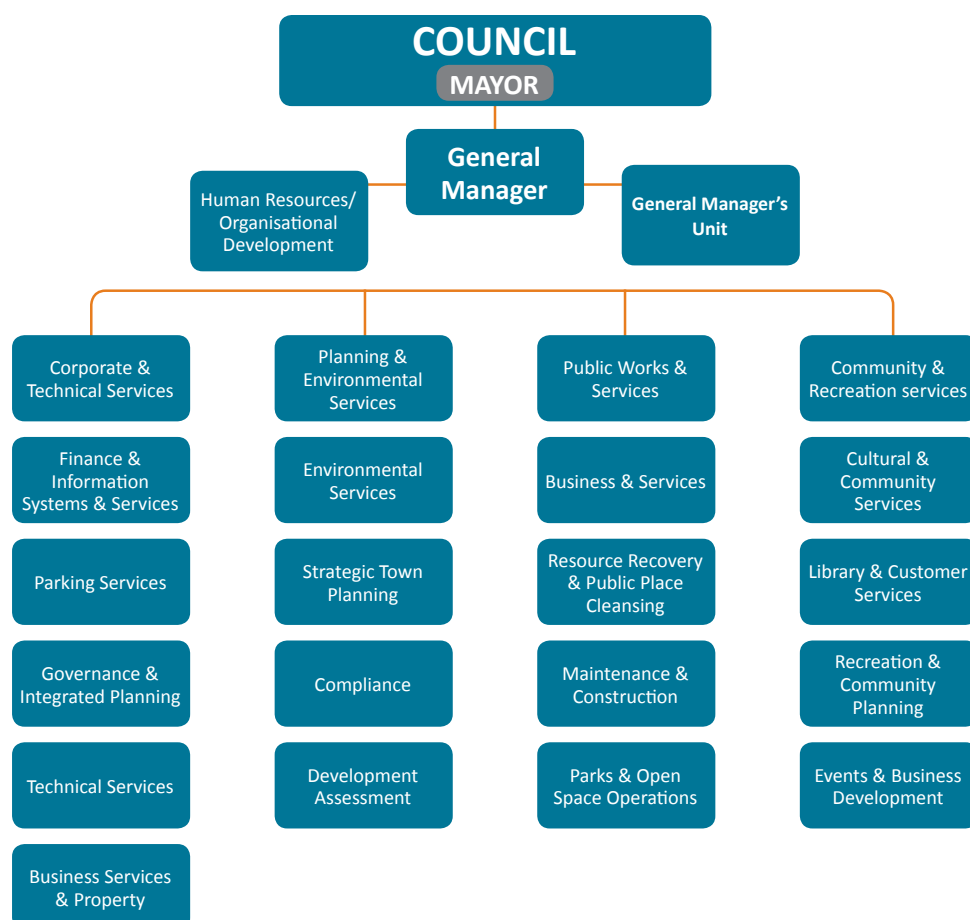 COUNCIL
MAYOR
General
Manager
Human Resources/
Organisational
Development
General Manager's
Unit
Corporate &
Technical Services
Planning &
Environmental
Services
Public Works &
Services
Community &
Recreation services
Finance &
Information
Systems & Services
Environmental
Services
Business & Services
Cultural &
Community
Services
Parking Services
Strategic Town
Planning
Resource Recovery
& Public Place
Cleansing
Library & Customer
Services
Governance &
Integrated Planning
Compliance
Maintenance &
Construction
Recreation &
Community
Planning
Technical Services
Development
Assessment
Parks & Open
Space Operations
Events & Business
Development
Business Services
& Property